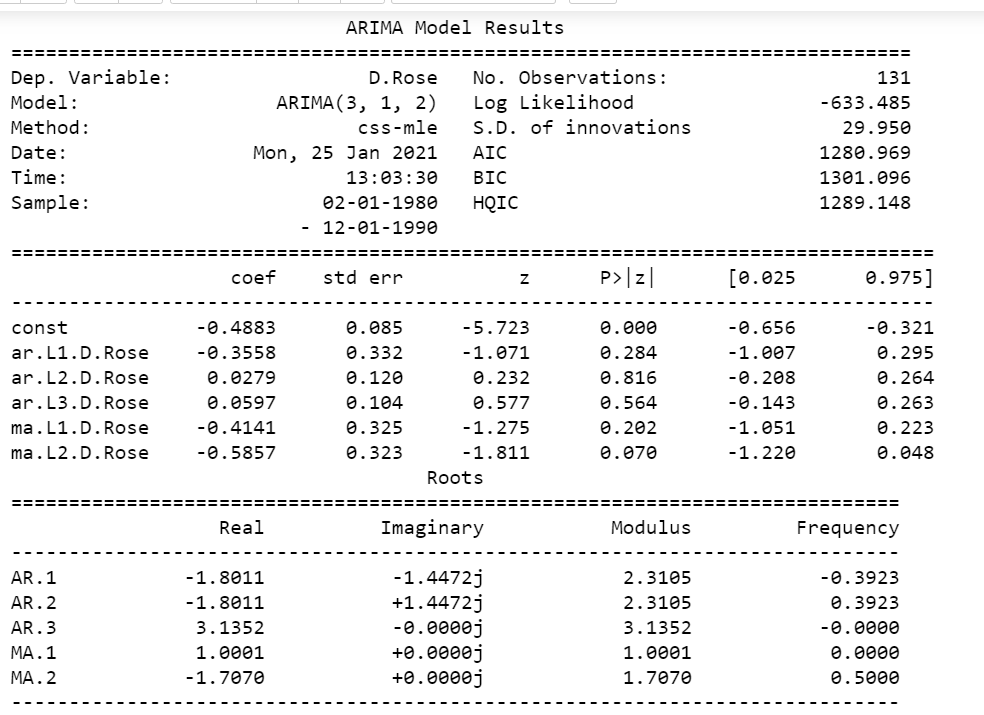 ARIMA Model Results
==============================================================================
Dep. Variable:                 D.Rose   No. Observations:                  131
Model:                 ARIMA(3, 1, 2)   Log Likelihood                -633.485
Method:                       css-mle   S.D. of innovations             29.950
Date:                Mon, 25 Jan 2021   AIC                           1280.969
Time:                        13:03:30   BIC                           1301.096
Sample:                    02-01-1980   HQIC                          1289.148
                         - 12-01-1990
================================================================================
                   coef    std err          z      P>|z|      [0.025      0.975]
--------------------------------------------------------------------------------
const           -0.4883      0.085     -5.723      0.000      -0.656      -0.321
ar.L1.D.Rose    -0.3558      0.332     -1.071      0.284      -1.007       0.295
ar.L2.D.Rose     0.0279      0.120      0.232      0.816      -0.208       0.264
ar.L3.D.Rose     0.0597      0.104      0.577      0.564      -0.143       0.263
ma.L1.D.Rose    -0.4141      0.325     -1.275      0.202      -1.051       0.223
ma.L2.D.Rose    -0.5857      0.323     -1.811      0.070      -1.220       0.048
                                    Roots
=============================================================================
                  Real          Imaginary           Modulus         Frequency
-----------------------------------------------------------------------------
AR.1           -1.8011           -1.4472j            2.3105           -0.3923
AR.2           -1.8011           +1.4472j            2.3105            0.3923
AR.3            3.1352           -0.0000j            3.1352           -0.0000
MA.1            1.0001           +0.0000j            1.0001            0.0000
MA.2           -1.7070           +0.0000j            1.7070            0.5000
-----------------------------------------------------------------------------